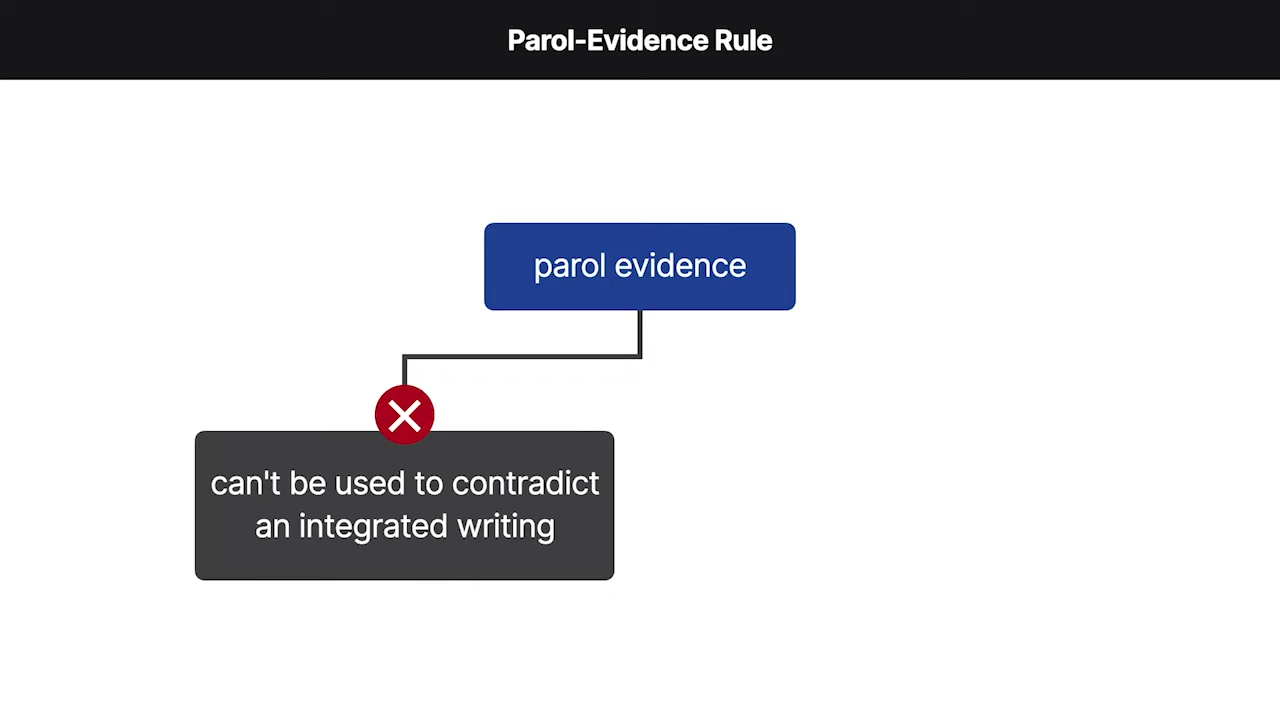 Parol-Evidence Rule
parol evidence
can't be used to contradict
an integrated writing